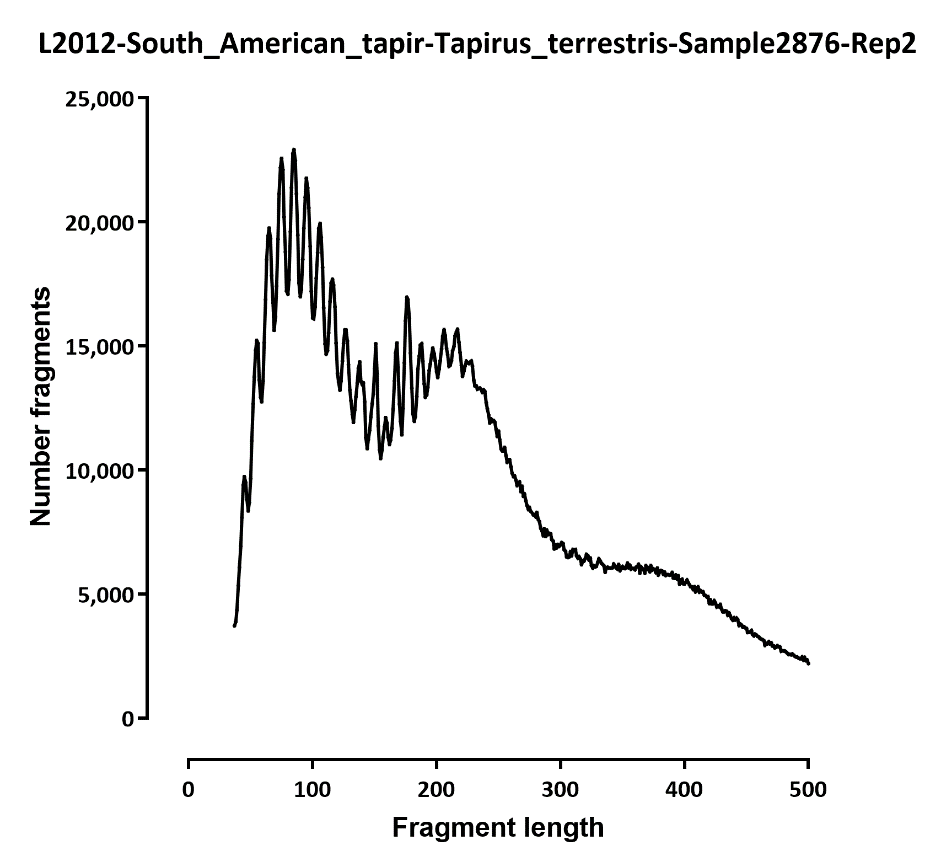 L2012-South_American_tapir-Tapirus_terrestris-Sample2876-Rep2
25,000
20,000
15,000
10,000
5,000
0
Number fragments
0 100 200 300 400 500
Fragment length